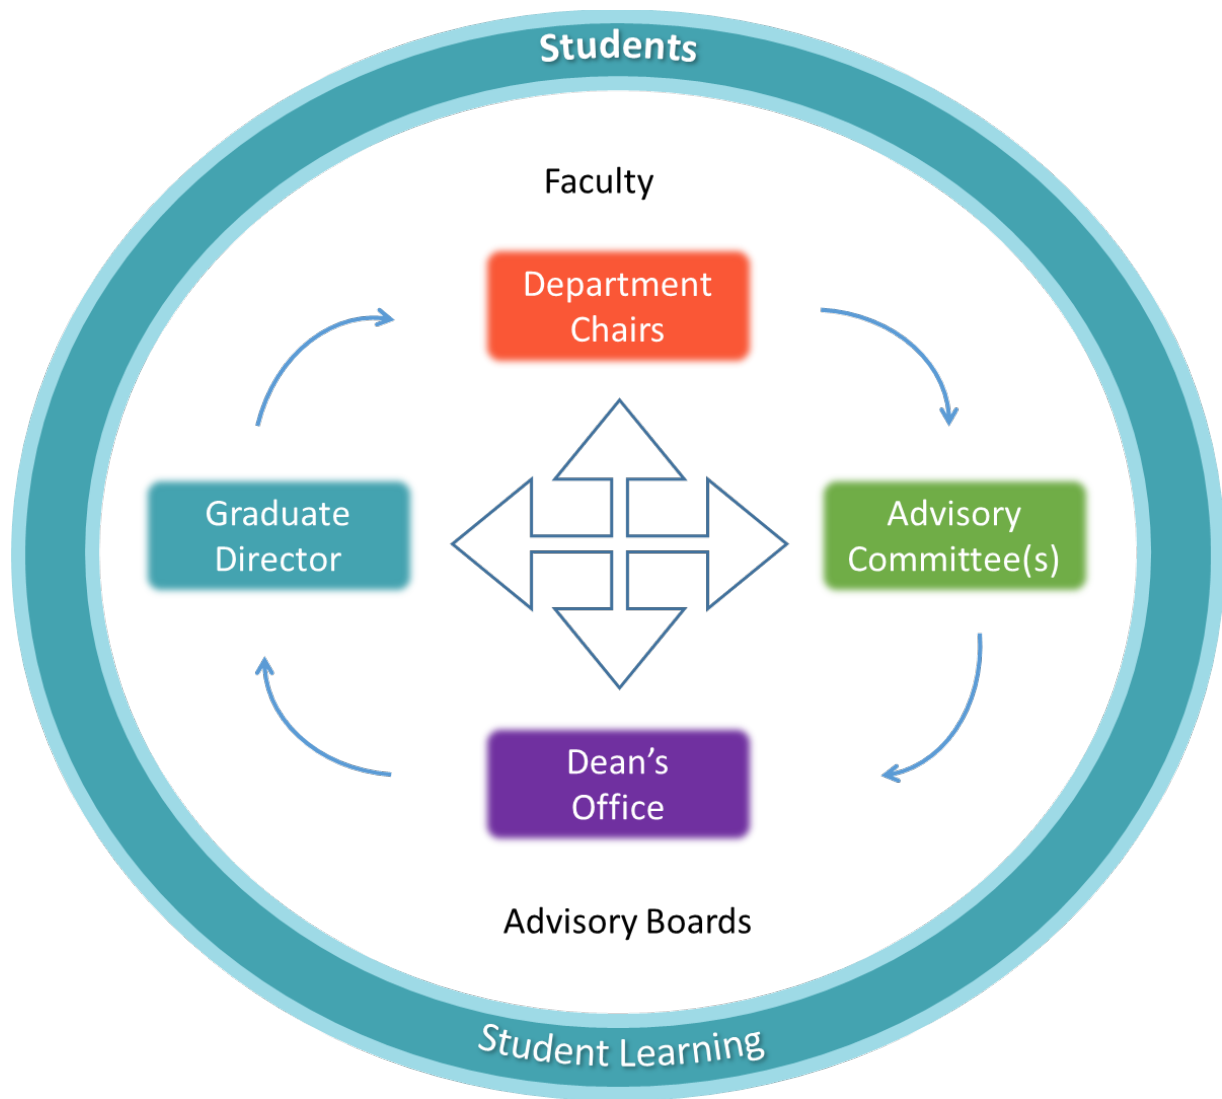 Students
Faculty
Department
Chairs
Graduate
Director
Advisory
Committee(s)
Dean’s
Office
Advisory Boards
Student Learning